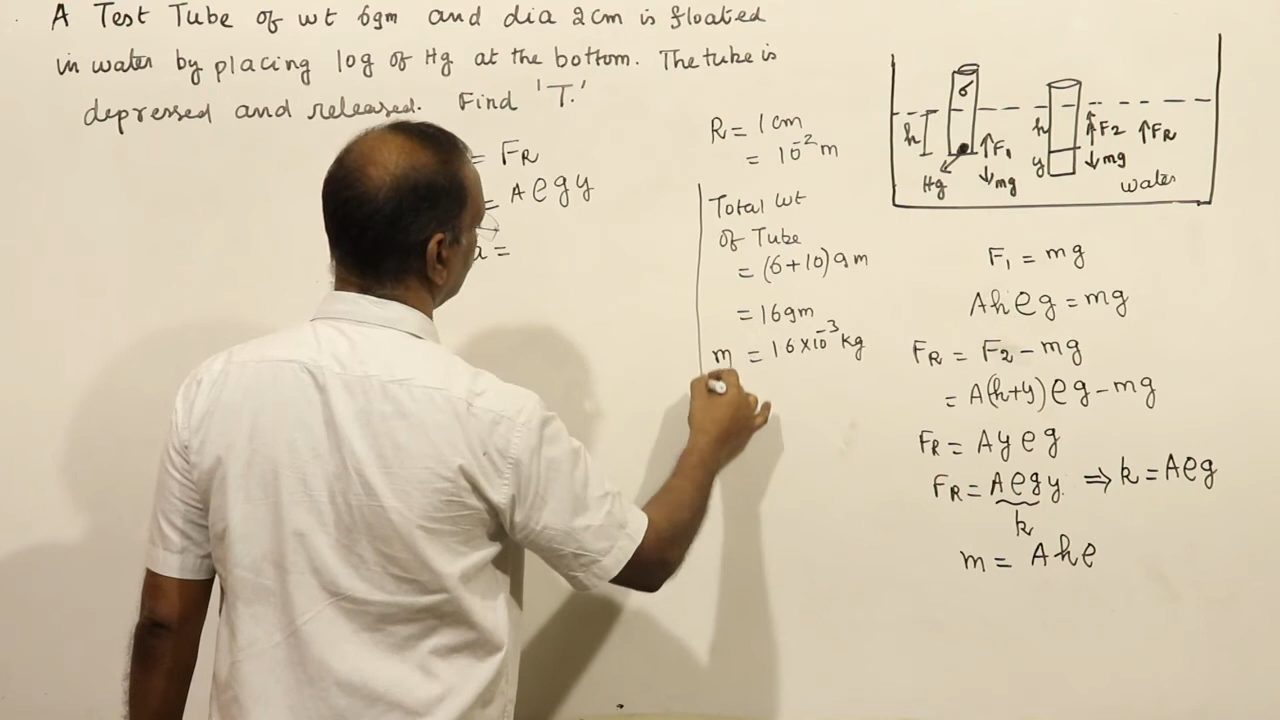 A Test Tube of wt 6gm and dia 2cm is floated
in water by placing 10g of Hg at the bottom. The tube is
depressed and released. Find 'T.'
= FR
= Aρgy
a =
R = 1cm
= 10⁻²m
Total wt
of Tube
= (6+10)gm
= 16gm
m = 16×10⁻³kg
σ
h
Hg
↑F₁
↓mg
h
y
↑F2
↑FR
↓mg
water
F₁ = mg
Ahρg = mg
FR = F₂ - mg
= A(h+y)ρg - mg
FR = Ayρg
FR = Aρgy ⇒ k = Aρg
k
m = Ahρ